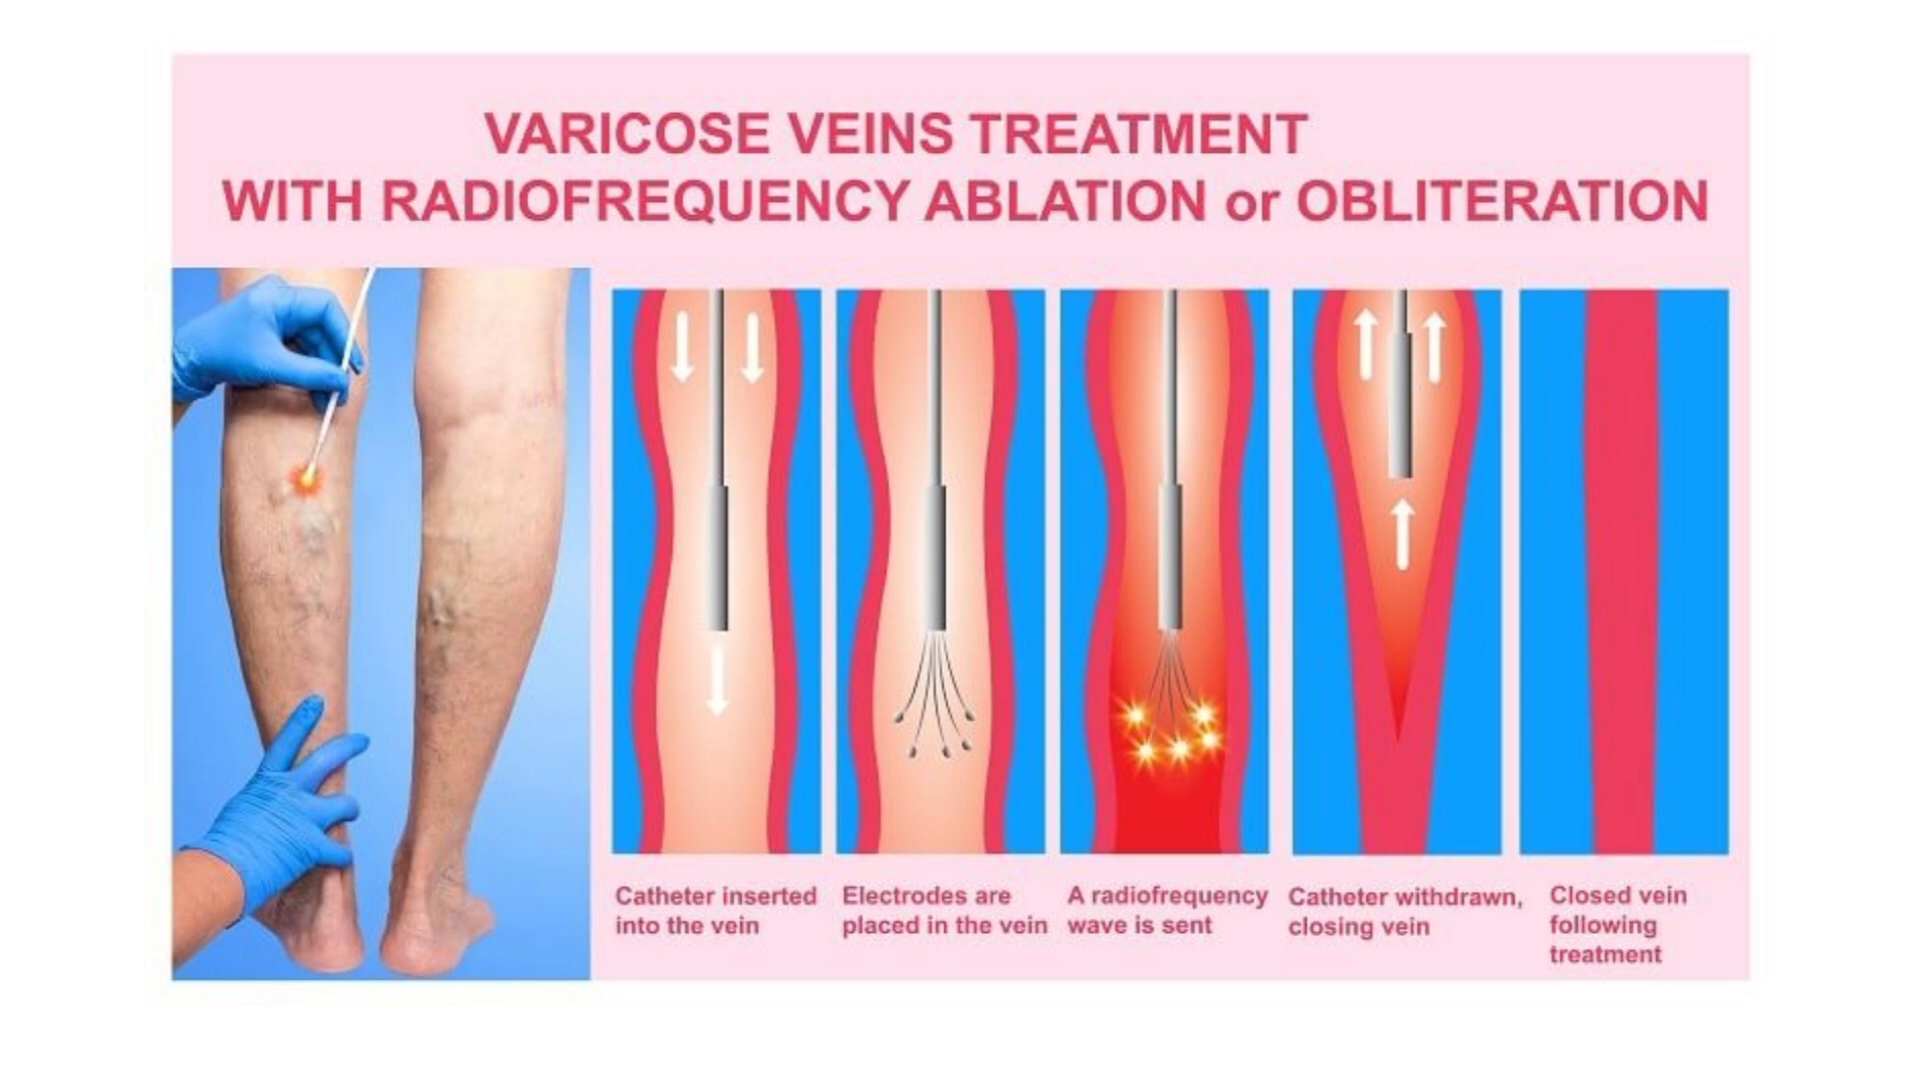 VARICOSE VEINS TREATMENT
WITH RADIOFREQUENCY ABLATION or OBLITERATION
Catheter inserted
into the vein
Electrodes are
placed in the vein
A radiofrequency
wave is sent
Catheter withdrawn,
closing vein
Closed vein
following
treatment